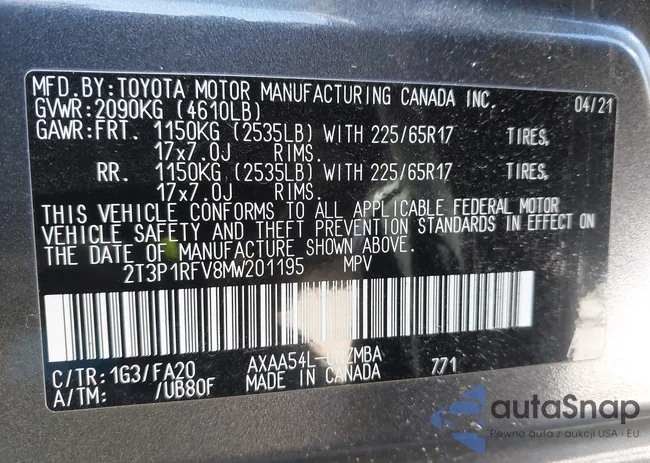 MFD.BY:TOYOTA MOTOR MANUFACTURING CANADA INC. 04/21
GVWR:2090KG (4610LB)
GAWR:FRT. 1150KG (2535LB) WITH 225/65R17 TIRES,
17x7.0J RIMS.
RR. 1150KG (2535LB) WITH 225/65R17 TIRES,
17x7.0J RIMS.
THIS VEHICLE CONFORMS TO ALL APPLICABLE FEDERAL MOTOR
VEHICLE SAFETY AND THEFT PREVENTION STANDARDS IN EFFECT ON
THE DATE OF MANUFACTURE SHOWN ABOVE.
2T3P1RFV8MW201195 MPV
C/TR:1G3/FA20 771
A/TM: /UB80F MADE IN CANADA
autaSnap
Pewne auta z aukcji USA i EU